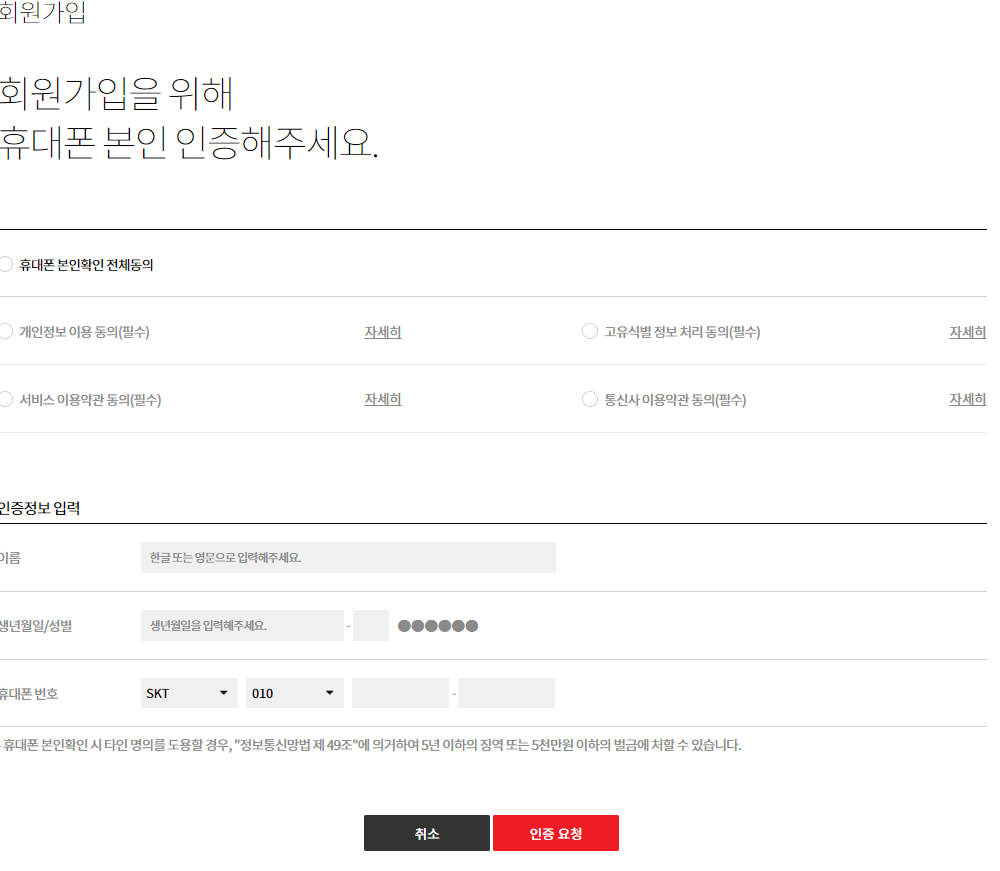 회원가입
회원가입을 위해
휴대폰 본인 인증해주세요.
휴대폰 본인확인 전체동의
개인정보 이용 동의(필수) 자세히 고유식별 정보 처리 동의(필수) 자세히
서비스 이용약관 동의(필수) 자세히 통신사 이용약관 동의(필수) 자세히
인증정보 입력
이름 한글 또는 영문으로 입력해주세요.
생년월일/성별 생년월일을 입력해주세요. - ●●●●●●
휴대폰 번호 SKT 010 -
휴대폰 본인확인 시 타인 명의를 도용할 경우, "정보통신망법 제 49조"에 의거하여 5년 이하의 징역 또는 5천만원 이하의 벌금에 처할 수 있습니다.
취소 인증 요청